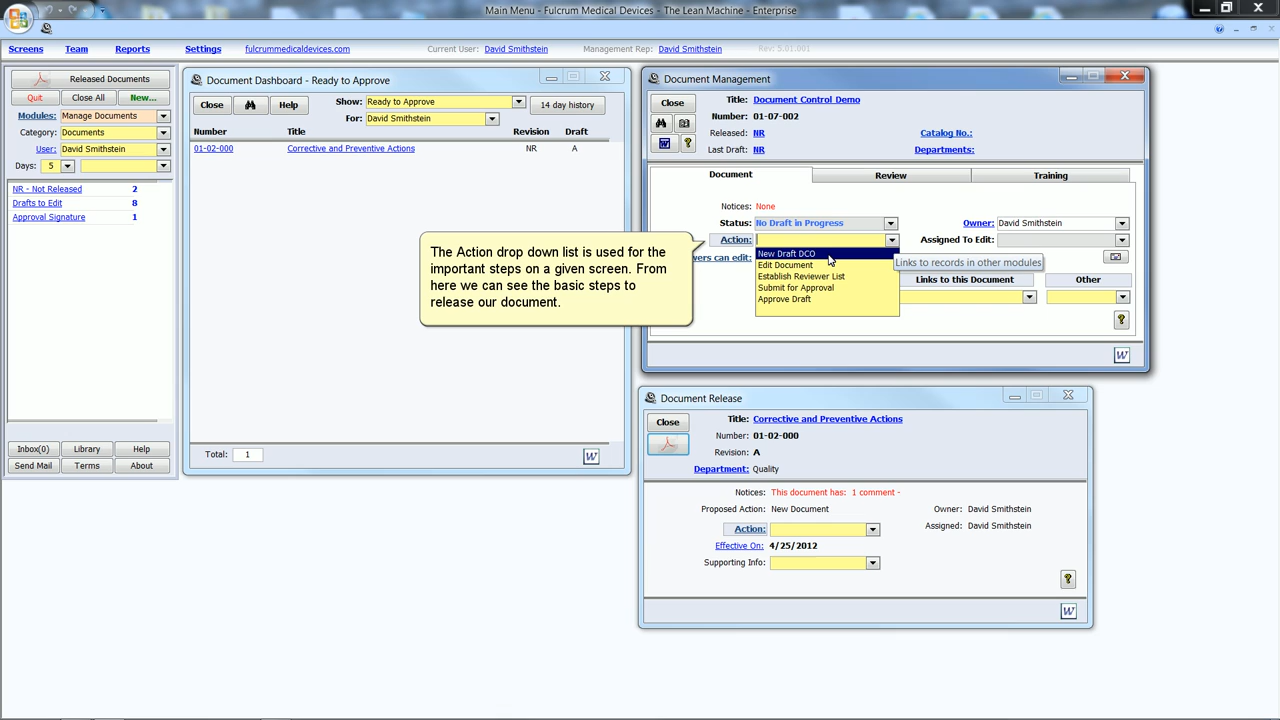 Main Menu - Fulcrum Medical Devices - The Lean Machine - Enterprise
Screens Team Reports Settings fulcrummedicaldevices.com Current User: David Smithstein Management Rep: David Smithstein Rev: 5.01.001
Released Documents
Quit Close All New...
Modules: Manage Documents
Category: Documents
User: David Smithstein
Days: 5
NR - Not Released 2
Drafts to Edit 8
Approval Signature 1
Inbox(0) Library Help
Send Mail Terms About
Document Dashboard - Ready to Approve
Close Help Show: Ready to Approve 14 day history
For: David Smithstein
Number Title Revision Draft
01-02-000 Corrective and Preventive Actions NR A
Total: 1
W
The Action drop down list is used for the
important steps on a given screen. From
here we can see the basic steps to
release our document.
Document Management
Close Title: Document Control Demo
Number: 01-07-002
Released: NR Catalog No.:
W ? Last Draft: NR Departments:
Document Review Training
Notices: None
Status: No Draft in Progress Owner: David Smithstein
Action: Assigned To Edit:
wers can edit:
New Draft DCO
Edit Document
Establish Reviewer List
Submit for Approval
Approve Draft
Links to records in other modules
Links to this Document Other
?
W
Document Release
Close Title: Corrective and Preventive Actions
Number: 01-02-000
Revision: A
Department: Quality
Notices: This document has: 1 comment -
Proposed Action: New Document Owner: David Smithstein
Action: Assigned: David Smithstein
Effective On: 4/25/2012
Supporting Info:
?
W